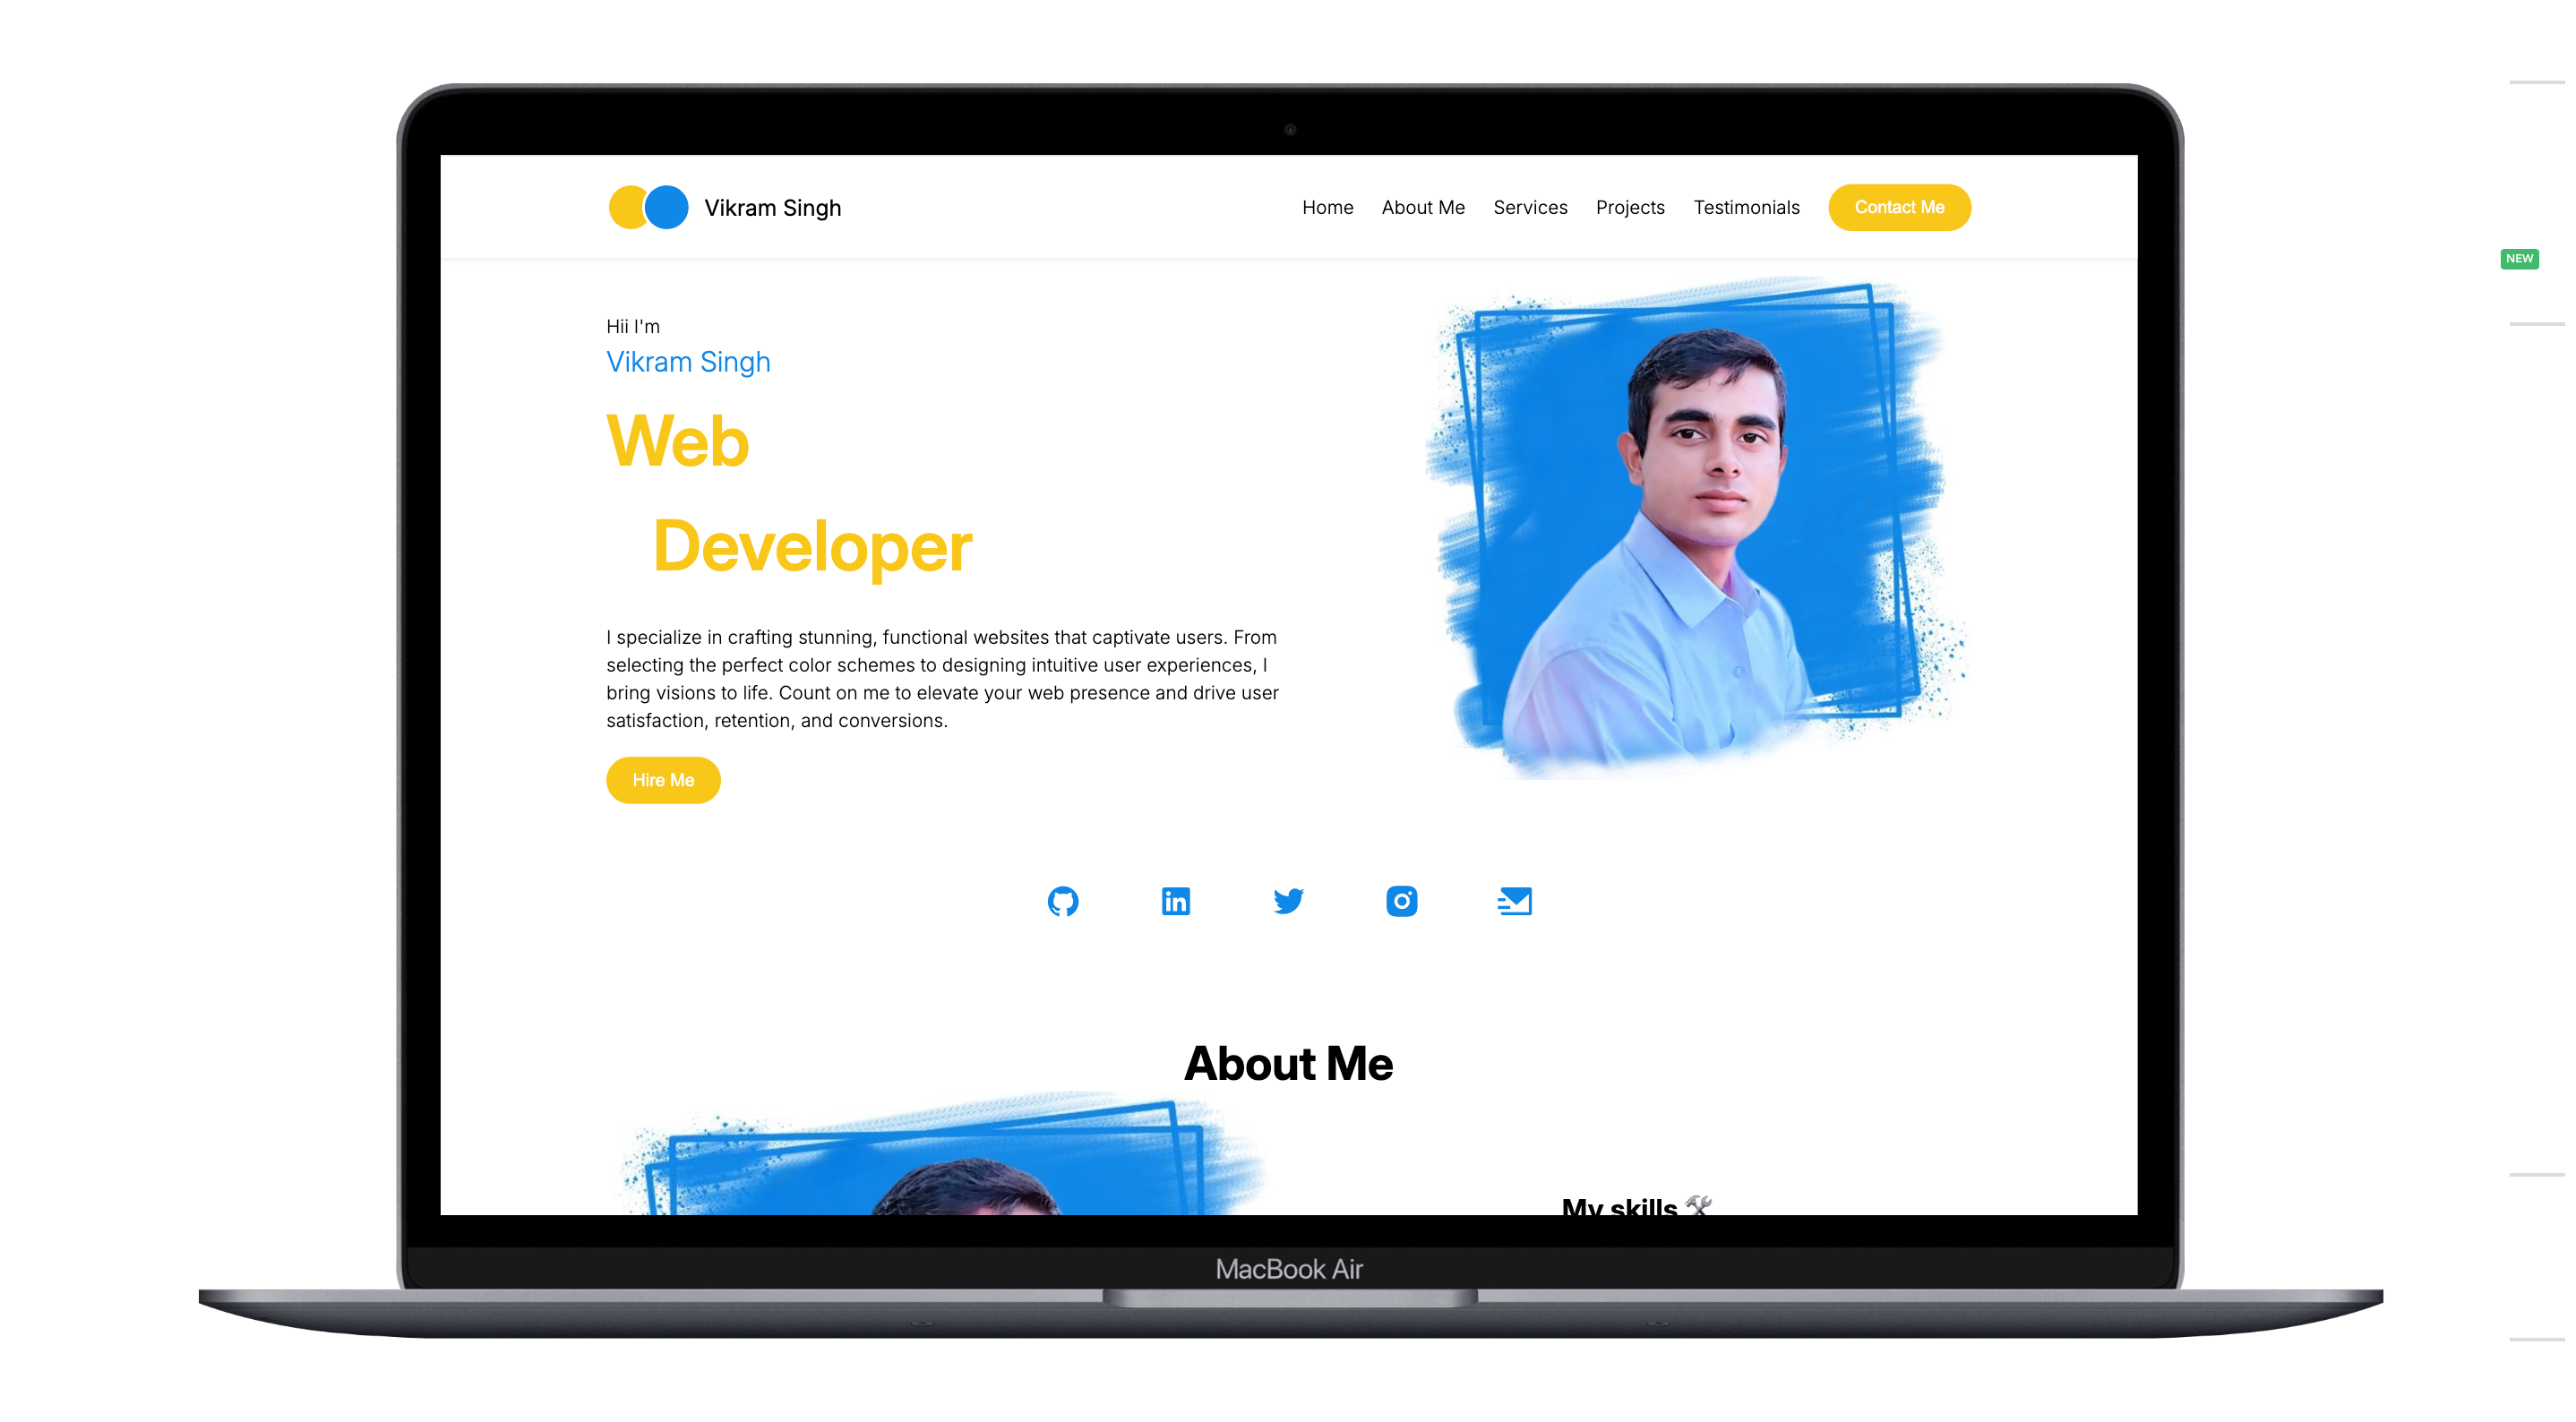 Vikram Singh
Home About Me Services Projects Testimonials Contact Me
NEW
Hii I'm
Vikram Singh
Web
Developer
I specialize in crafting stunning, functional websites that captivate users. From
selecting the perfect color schemes to designing intuitive user experiences, I
bring visions to life. Count on me to elevate your web presence and drive user
satisfaction, retention, and conversions.
Hire Me
in
About Me
My skills 🛠
MacBook Air